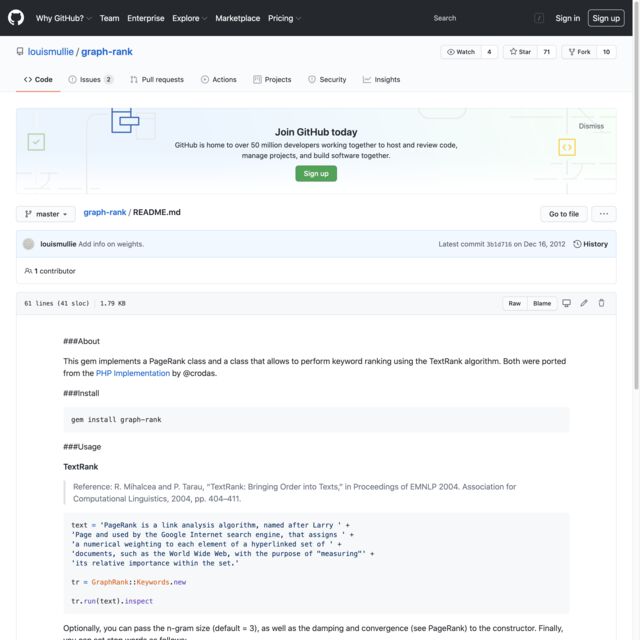 Why GitHub? Team Enterprise Explore Marketplace Pricing Search / Sign in Sign up
louismullie / graph-rank Watch 4 Star 71 Fork 10
Code Issues 2 Pull requests Actions Projects Security Insights
Join GitHub today
Dismiss
GitHub is home to over 50 million developers working together to host and review code,
manage projects, and build software together.
Sign up
master graph-rank / README.md Go to file ...
louismullie Add info on weights. Latest commit 3b1d716 on Dec 16, 2012 History
1 contributor
61 lines (41 sloc) 1.79 KB Raw Blame
###About
This gem implements a PageRank class and a class that allows to perform keyword ranking using the TextRank algorithm. Both were ported
from the PHP Implementation by @crodas.
###Install
gem install graph-rank
###Usage
TextRank
Reference: R. Mihalcea and P. Tarau, "TextRank: Bringing Order into Texts," in Proceedings of EMNLP 2004. Association for
Computational Linguistics, 2004, pp. 404–411.
text = 'PageRank is a link analysis algorithm, named after Larry ' +
'Page and used by the Google Internet search engine, that assigns ' +
'a numerical weighting to each element of a hyperlinked set of ' +
'documents, such as the World Wide Web, with the purpose of "measuring"' +
'its relative importance within the set.'
tr = GraphRank::Keywords.new
tr.run(text).inspect
Optionally, you can pass the n-gram size (default = 3), as well as the damping and convergence (see PageRank) to the constructor. Finally,
you can set stop words as follows: